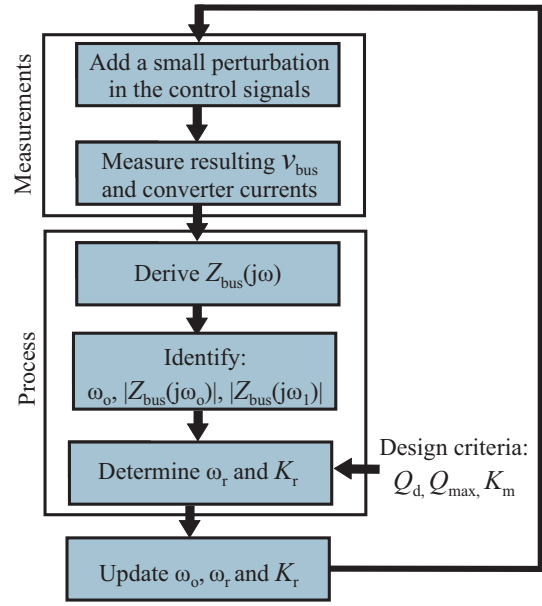 Measurements
Add a small perturbation
in the control signals
Measure resulting v_bus
and converter currents
Process
Derive Z_bus(jω)
Identify:
ω_o, |Z_bus(jω_o)|, |Z_bus(jω_1)|
Determine ω_r and K_r
Design criteria:
Q_d, Q_max, K_m
Update ω_o, ω_r and K_r